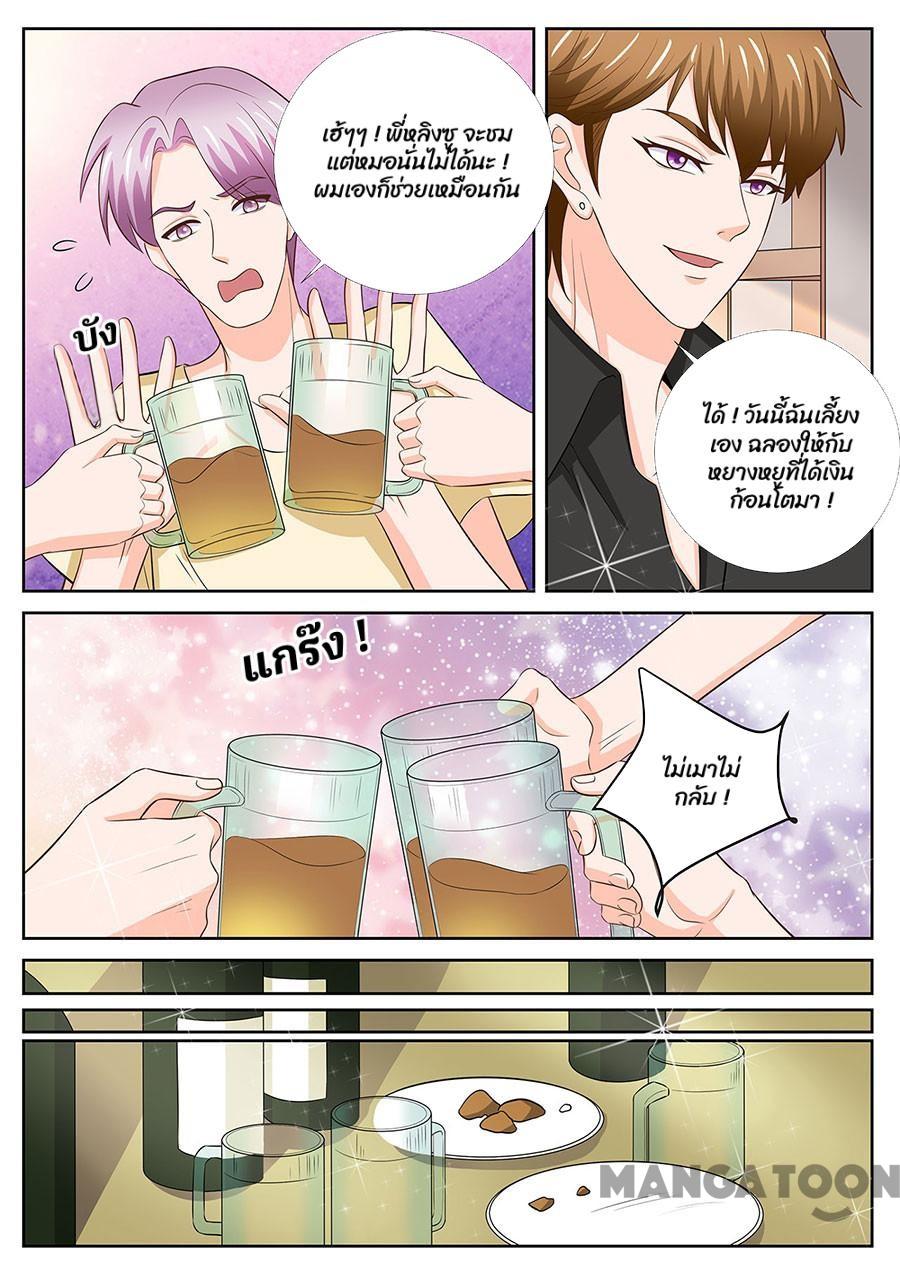 เฮ้ๆๆ ! พี่หลิงซู จะชม
แต่หมอนั่นไม่ได้นะ !
ผมเองก็ช่วยเหมือนกัน
บัง
ได้ ! วันนี้ฉันเลี้ยง
เอง ฉลองให้กับ
หยางหยูที่ได้เงิน
ก้อนโตมา !
แกร๊ง !
ไม่เมาไม่
กลับ !
MANGATOON